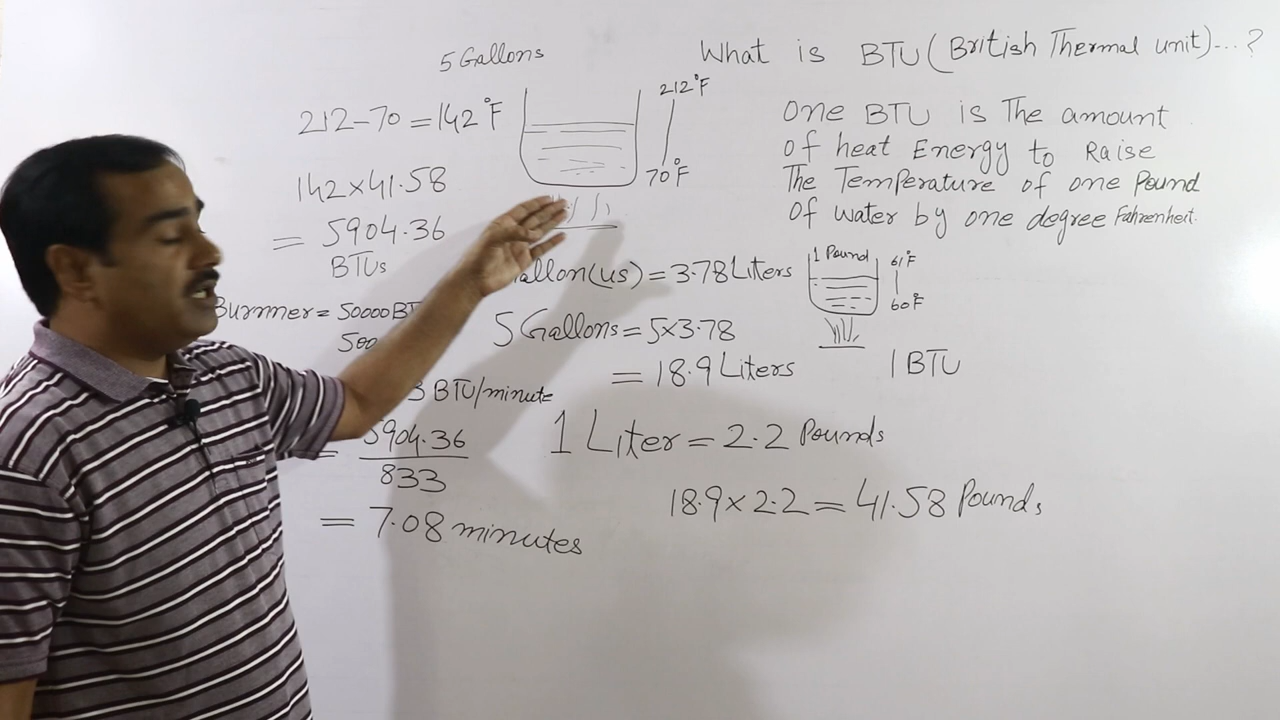 What is BTU (British Thermal unit)...?
One BTU is The amount
Of heat Energy to Raise
The Temperature of one Pound
Of water by one degree Fahrenheit.
1 Pound
61°F
60°F
1 BTU
5 Gallons
212°F
70°F
212-70=142°F
142×41.58
= 5904.36
BTUs
(us)=3.78 Liters
5 Gallons=5×3.78
= 18.9 Liters
1 Liter=2.2 Pounds
18.9×2.2=41.58 Pounds
Burnner= 50000
BTU/minute
= 5904.36
833
= 7.08 minutes